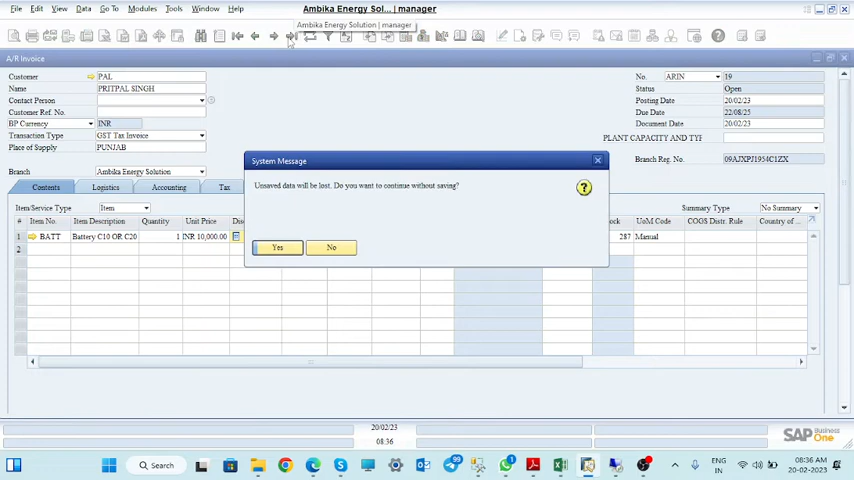 File Edit View Data Go To Modules Tools Window Help
Ambika Energy Sol... | manager
Ambika Energy Solution | manager
A/R Invoice
Customer PAL
Name PRITPAL SINGH
Contact Person
Customer Ref. No.
BP Currency INR
Transaction Type GST Tax Invoice
Place of Supply PUNJAB
Branch Ambika Energy Solution
No. ARIN 19
Status Open
Posting Date 20/02/23
Due Date 22/08/25
Document Date 20/02/23
PLANT CAPACITY AND TYF
Branch Reg. No. 09AJXPJ1954C1ZX
Contents Logistics Accounting Tax
Item/Service Type Item
Summary Type No Summary
# Item No. Item Description Quantity Unit Price Dis ock UoM Code COGS Distr. Rule Country of ...
1 BATT Battery C10 OR C20 1 INR 10,000.00 287 Manual
2
System Message
Unsaved data will be lost. Do you want to continue without saving?
Yes No
20/02/23
08:36
SAP Business One
Search
99
1
ENG
IN
08:36 AM
20-02-2023